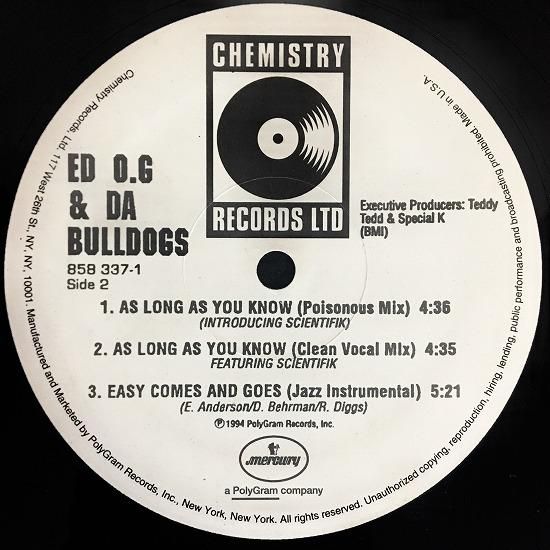 CHEMISTRY
RECORDS LTD
ED O.G
& DA
BULLDOGS
858 337-1
Side 2
Executive Producers: Teddy
Tedd & Special K
(BMI)
1. AS LONG AS YOU KNOW (Poisonous Mix) 4:36
(INTRODUCING SCIENTIFIK)
2. AS LONG AS YOU KNOW (Clean Vocal Mix) 4:35
FEATURING SCIENTIFIK
3. EASY COMES AND GOES (Jazz Instrumental) 5:21
(E. Anderson/D. Behrman/R. Diggs)
℗ 1994 PolyGram Records, Inc.
mercury
a PolyGram company
Chemistry Records, Ltd. 117 West 26th St., NY, NY, 10001. Manufactured and Marketed by PolyGram Records, Inc., New York, New York. All rights reserved. Unauthorized copying, reproduction, hiring, lending, public performance and broadcasting prohibited. Made in U.S.A.